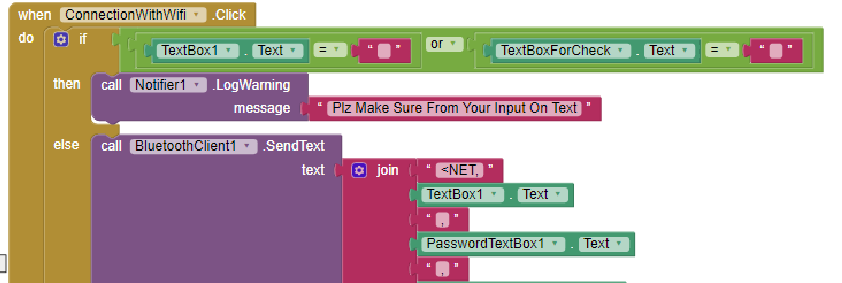 when ConnectionWithWifi .Click
do if TextBox1 . Text = " " or TextBoxForCheck . Text = " "
then call Notifier1 .LogWarning
message " Plz Make Sure From Your Input On Text "
else call BluetoothClient1 .SendText
text join " <NET, "
TextBox1 . Text
" , "
PasswordTextBox1 . Text
" , "